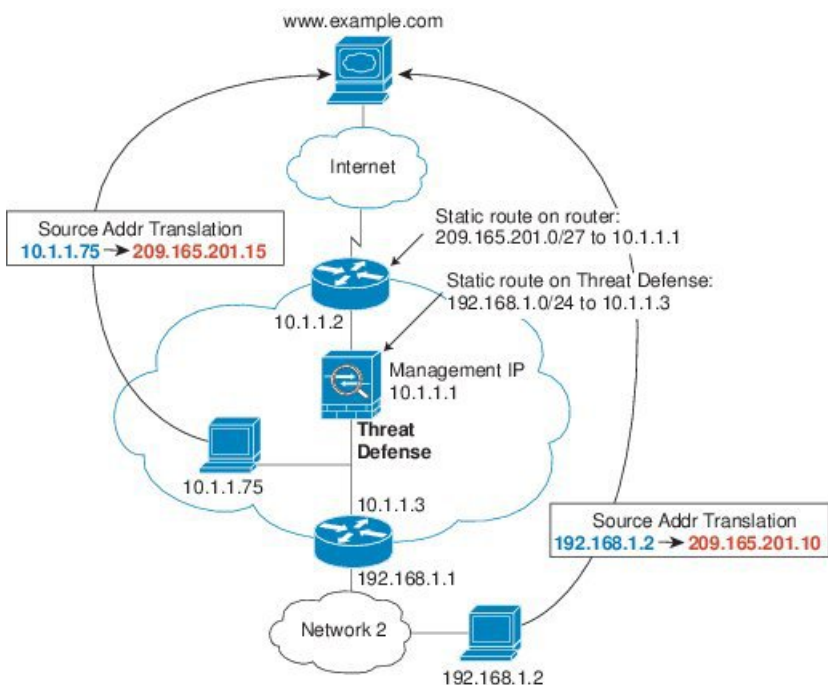 www.example.com
Internet
Source Addr Translation
10.1.1.75 → 209.165.201.15
Static route on router:
209.165.201.0/27 to 10.1.1.1
Static route on Threat Defense:
192.168.1.0/24 to 10.1.1.3
10.1.1.2
Management IP
10.1.1.1
Threat
Defense
10.1.1.75
10.1.1.3
Source Addr Translation
192.168.1.2 → 209.165.201.10
192.168.1.1
Network 2
192.168.1.2